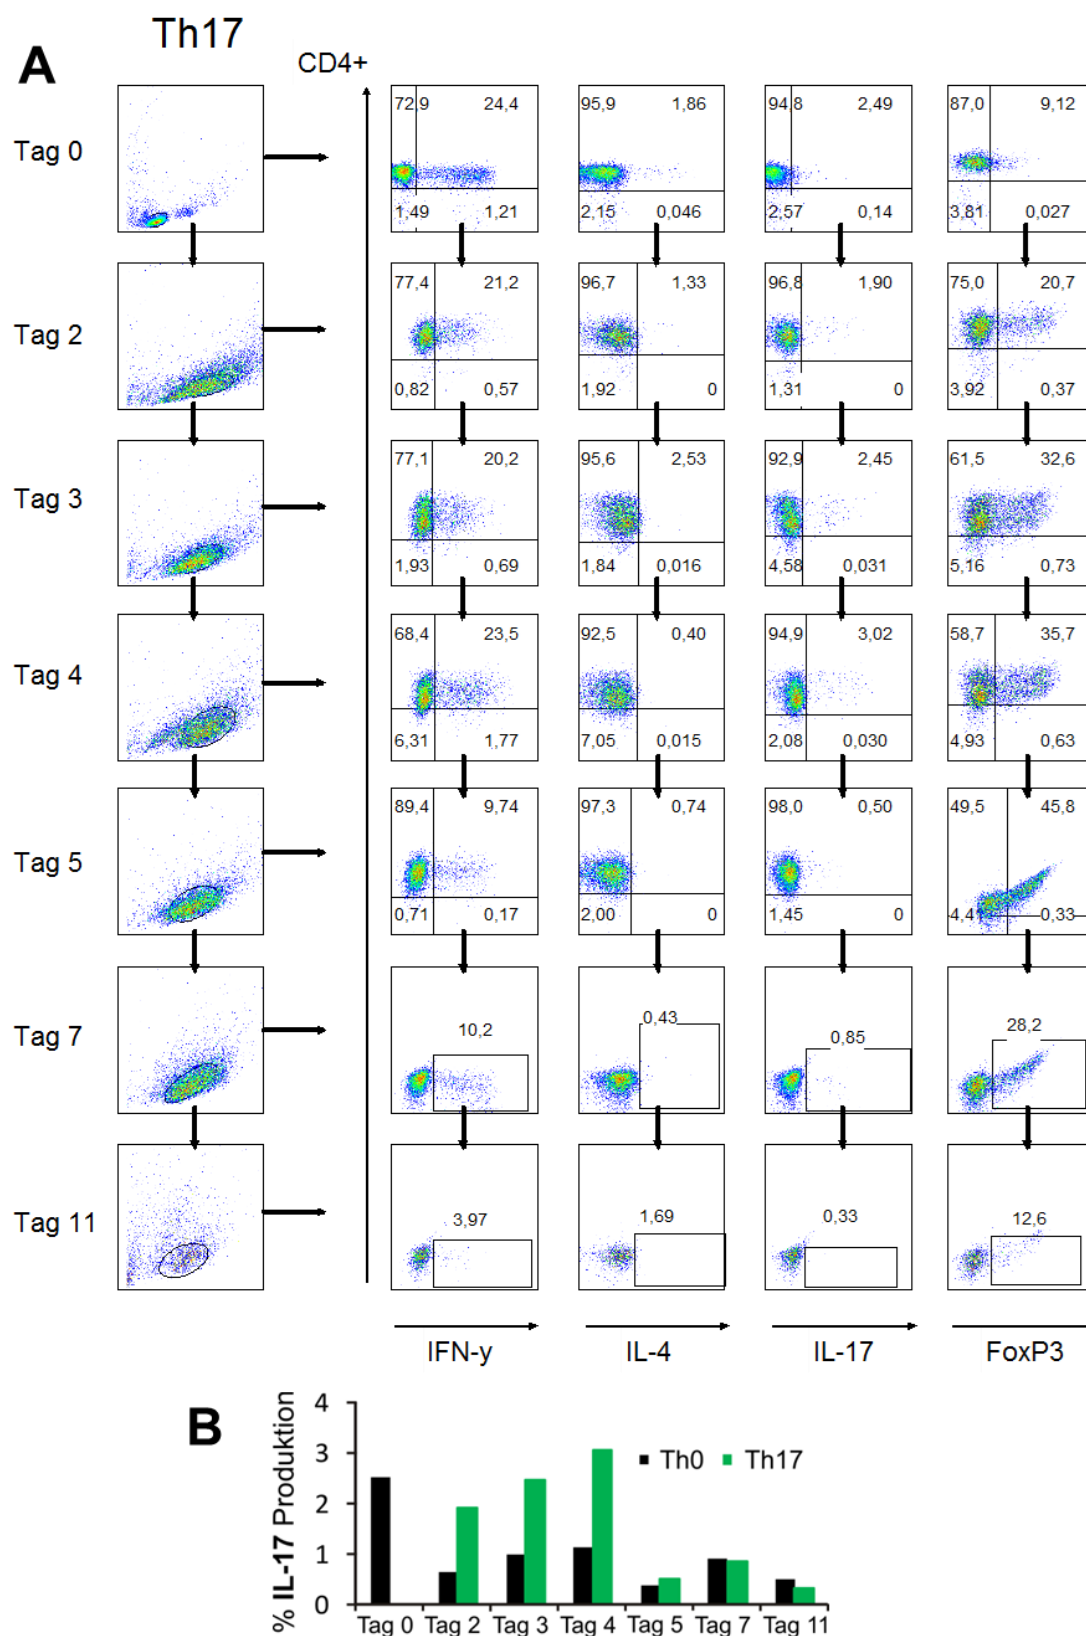 Th17
A
CD4+
Tag 0
72,9 24,4
1,49 1,21
95,9 1,86
2,15 0,046
94,8 2,49
2,57 0,14
87,0 9,12
3,81 0,027
Tag 2
77,4 21,2
0,82 0,57
96,7 1,33
1,92 0
96,8 1,90
1,31 0
75,0 20,7
3,92 0,37
Tag 3
77,1 20,2
1,93 0,69
95,6 2,53
1,84 0,016
92,9 2,45
4,58 0,031
61,5 32,6
5,16 0,73
Tag 4
68,4 23,5
6,31 1,77
92,5 0,40
7,05 0,015
94,9 3,02
2,08 0,030
58,7 35,7
4,93 0,63
Tag 5
89,4 9,74
0,71 0,17
97,3 0,74
2,00 0
98,0 0,50
1,45 0
49,5 45,8
4,41 0,33
Tag 7
10,2
0,43
0,85
28,2
Tag 11
3,97
1,69
0,33
12,6
IFN-y
IL-4
IL-17
FoxP3
B
% IL-17 Produktion
4
3
2
1
0
Th0 Th17
Tag 0 Tag 2 Tag 3 Tag 4 Tag 5 Tag 7 Tag 11